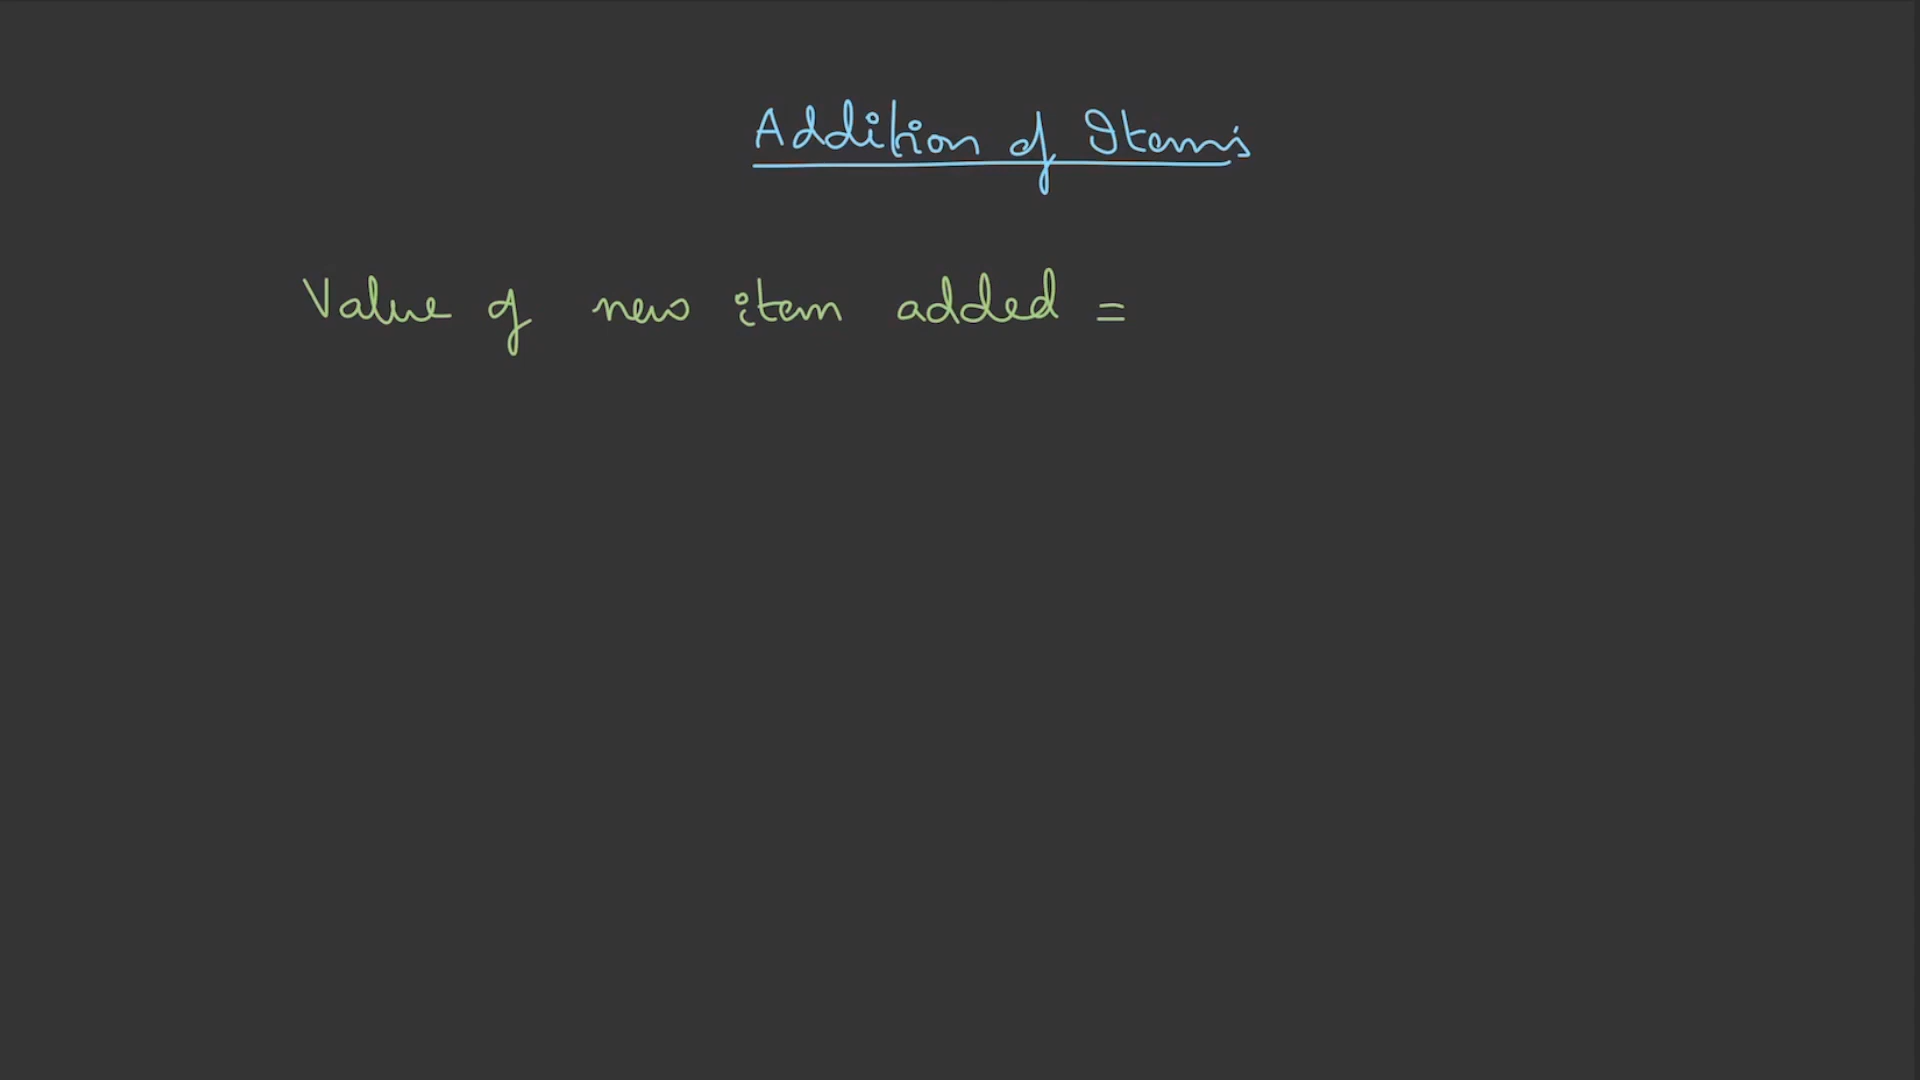 Addition of Items
Value of new item added =